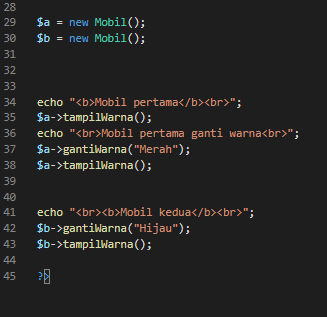 28
29 $a = new Mobil();
30 $b = new Mobil();
31
32
33
34 echo "<b>Mobil pertama</b><br>";
35 $a->tampilWarna();
36 echo "<br>Mobil pertama ganti warna<br>";
37 $a->gantiWarna("Merah");
38 $a->tampilWarna();
39
40
41 echo "<br><b>Mobil kedua</b><br>";
42 $b->gantiWarna("Hijau");
43 $b->tampilWarna();
44
45 ?>